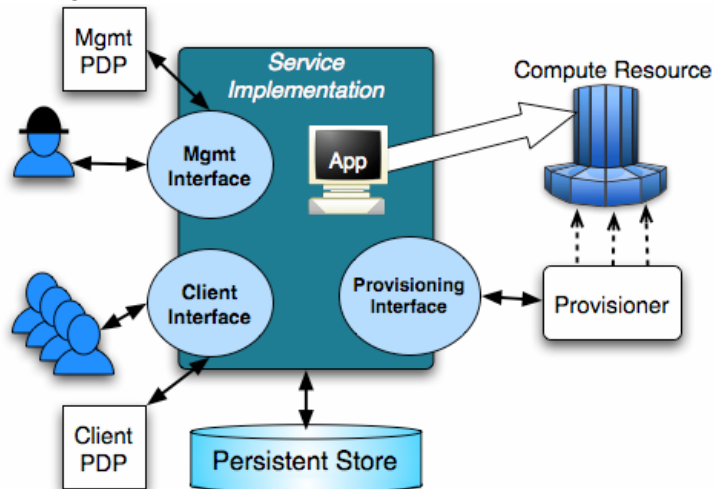 Mgmt
PDP
Service
Implementation
Compute Resource
Mgmt
Interface
App
Client
Interface
Provisioning
Interface
Provisioner
Client
PDP
Persistent Store